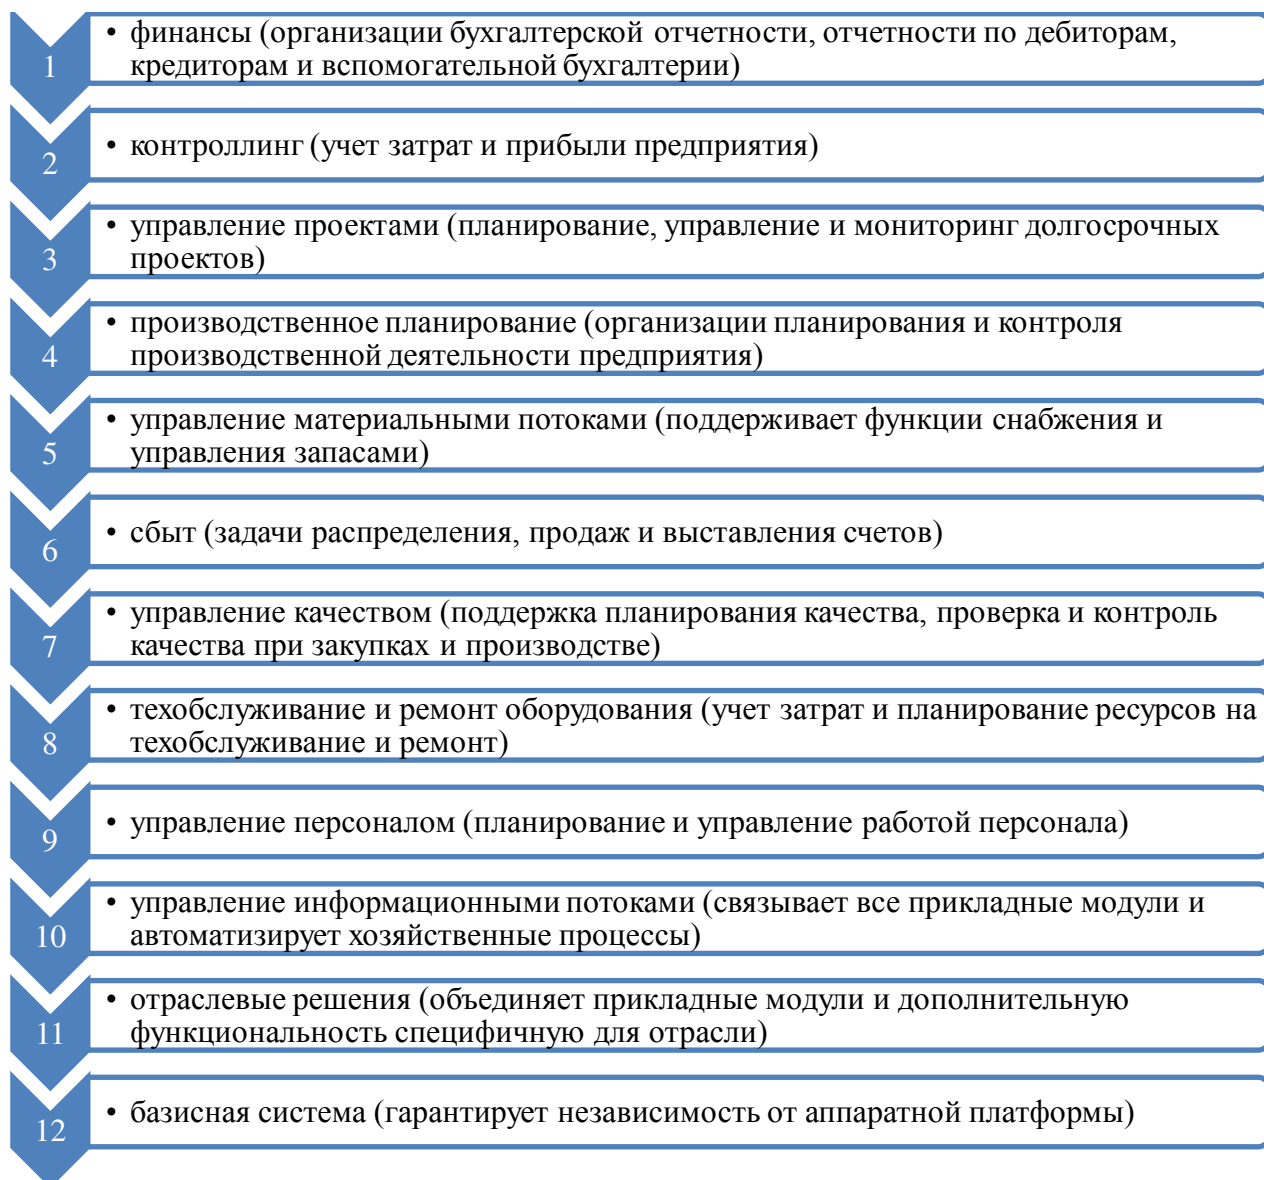 1
• финансы (организации бухгалтерской отчетности, отчетности по дебиторам,
кредиторам и вспомогательной бухгалтерии)
2
• контроллинг (учет затрат и прибыли предприятия)
3
• управление проектами (планирование, управление и мониторинг долгосрочных
проектов)
4
• производственное планирование (организации планирования и контроля
производственной деятельности предприятия)
5
• управление материальными потоками (поддерживает функции снабжения и
управления запасами)
6
• сбыт (задачи распределения, продаж и выставления счетов)
7
• управление качеством (поддержка планирования качества, проверка и контроль
качества при закупках и производстве)
8
• техобслуживание и ремонт оборудования (учет затрат и планирование ресурсов на
техобслуживание и ремонт)
9
• управление персоналом (планирование и управление работой персонала)
10
• управление информационными потоками (связывает все прикладные модули и
автоматизирует хозяйственные процессы)
11
• отраслевые решения (объединяет прикладные модули и дополнительную
функциональность специфичную для отрасли)
12
• базисная система (гарантирует независимость от аппаратной платформы)